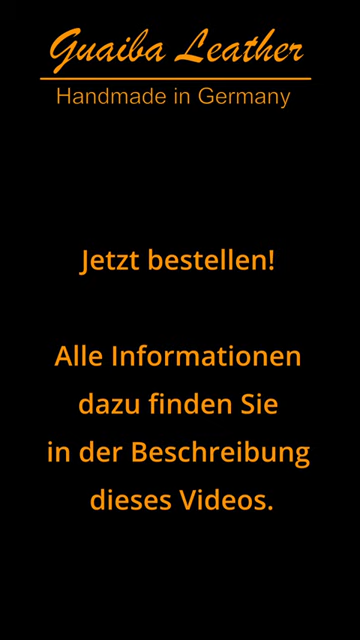 Guaiba Leather
Handmade in Germany
Jetzt bestellen!
Alle Informationen
dazu finden Sie
in der Beschreibung
dieses Videos.